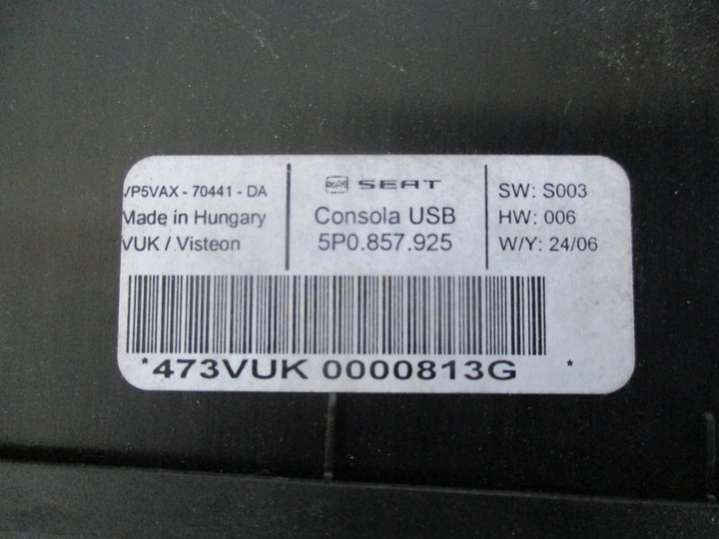 VP5VAX - 70441 - DA
Made in Hungary
VUK / Visteon
SEAT
Consola USB
5P0.857.925
SW: S003
HW: 006
W/Y: 24/06
*473VUK 0000813G *